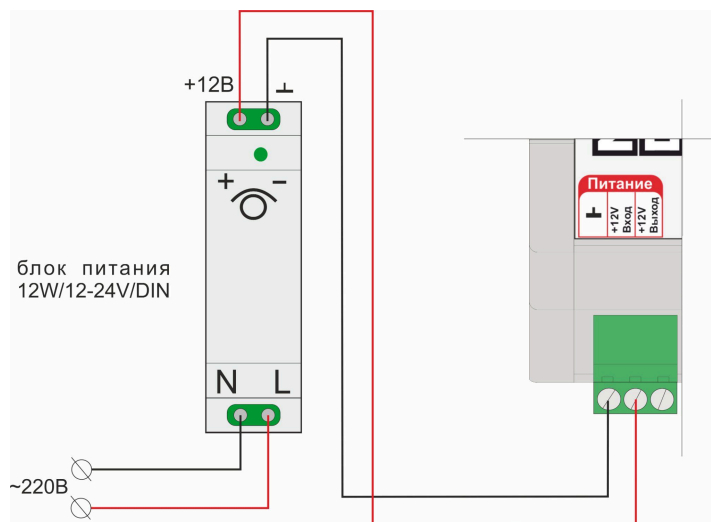 +12В
+ −
блок питания
12W/12-24V/DIN
N L
~220В
Питание
+12V
Вход
+12V
Выход